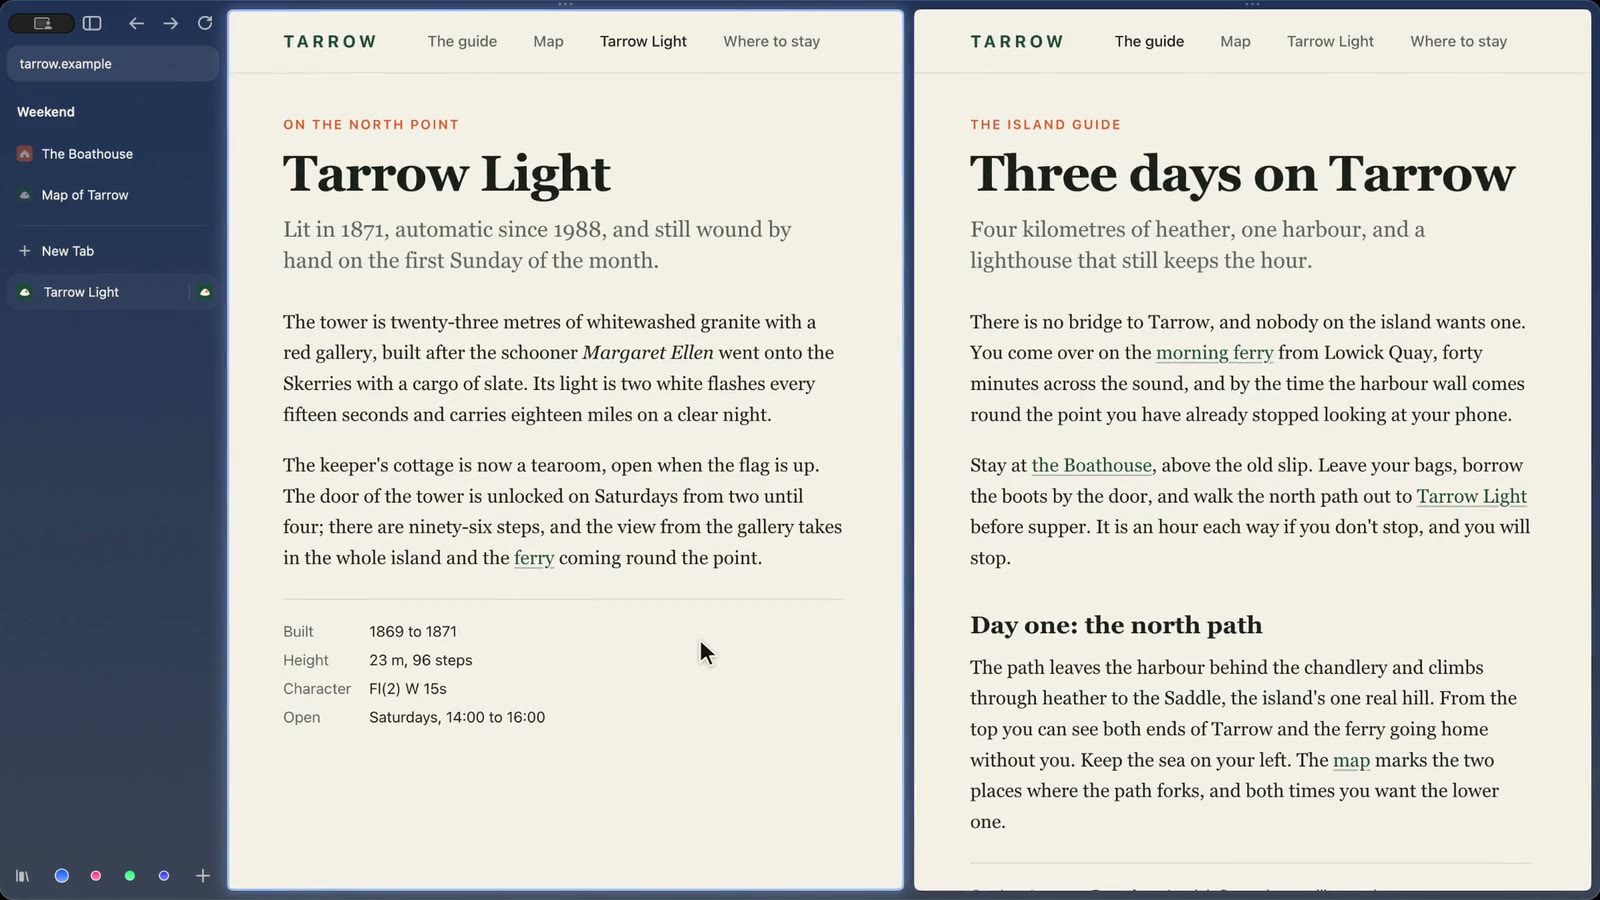 tarrow.example
Weekend
The Boathouse
Map of Tarrow
New Tab
Tarrow Light
TARROW
The guide
Map
Tarrow Light
Where to stay
ON THE NORTH POINT
Tarrow Light
Lit in 1871, automatic since 1988, and still wound by
hand on the first Sunday of the month.
The tower is twenty-three metres of whitewashed granite with a
red gallery, built after the schooner Margaret Ellen went onto the
Skerries with a cargo of slate. Its light is two white flashes every
fifteen seconds and carries eighteen miles on a clear night.
The keeper's cottage is now a tearoom, open when the flag is up.
The door of the tower is unlocked on Saturdays from two until
four; there are ninety-six steps, and the view from the gallery takes
in the whole island and the ferry coming round the point.
Built 1869 to 1871
Height 23 m, 96 steps
Character Fl(2) W 15s
Open Saturdays, 14:00 to 16:00
TARROW
The guide
Map
Tarrow Light
Where to stay
THE ISLAND GUIDE
Three days on Tarrow
Four kilometres of heather, one harbour, and a
lighthouse that still keeps the hour.
There is no bridge to Tarrow, and nobody on the island wants one.
You come over on the morning ferry from Lowick Quay, forty
minutes across the sound, and by the time the harbour wall comes
round the point you have already stopped looking at your phone.
Stay at the Boathouse, above the old slip. Leave your bags, borrow
the boots by the door, and walk the north path out to Tarrow Light
before supper. It is an hour each way if you don't stop, and you will
stop.
Day one: the north path
The path leaves the harbour behind the chandlery and climbs
through heather to the Saddle, the island's one real hill. From the
top you can see both ends of Tarrow and the ferry going home
without you. Keep the sea on your left. The map marks the two
places where the path forks, and both times you want the lower
one.